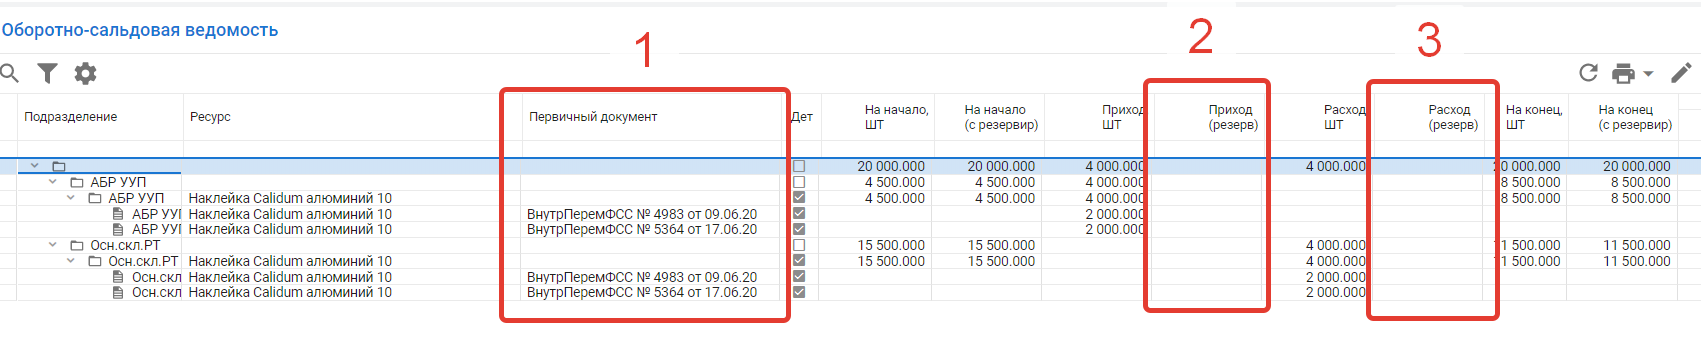 Оборотно-сальдовая ведомость
1
2
3
Подразделение Ресурс Первичный документ Дет На начало, ШТ На начало (с резервир) Приход ШТ Приход (резерв) Расход ШТ Расход (резерв) На конец, ШТ На конец (с резервир)
20 000.000 20 000.000 4 000.000 4 000.000 20 000.000 20 000.000
АБР УУП 4 500.000 4 500.000 4 000.000 8 500.000 8 500.000
АБР УУП Наклейка Calidum алюминий 10 4 500.000 4 500.000 4 000.000 8 500.000 8 500.000
АБР УУП Наклейка Calidum алюминий 10 ВнутрПеремФСС № 4983 от 09.06.20 2 000.000
АБР УУП Наклейка Calidum алюминий 10 ВнутрПеремФСС № 5364 от 17.06.20 2 000.000
Осн.скл.РТ 15 500.000 15 500.000 4 000.000 11 500.000 11 500.000
Осн.скл.РТ Наклейка Calidum алюминий 10 15 500.000 15 500.000 4 000.000 11 500.000 11 500.000
Осн.скл Наклейка Calidum алюминий 10 ВнутрПеремФСС № 4983 от 09.06.20 2 000.000
Осн.скл Наклейка Calidum алюминий 10 ВнутрПеремФСС № 5364 от 17.06.20 2 000.000